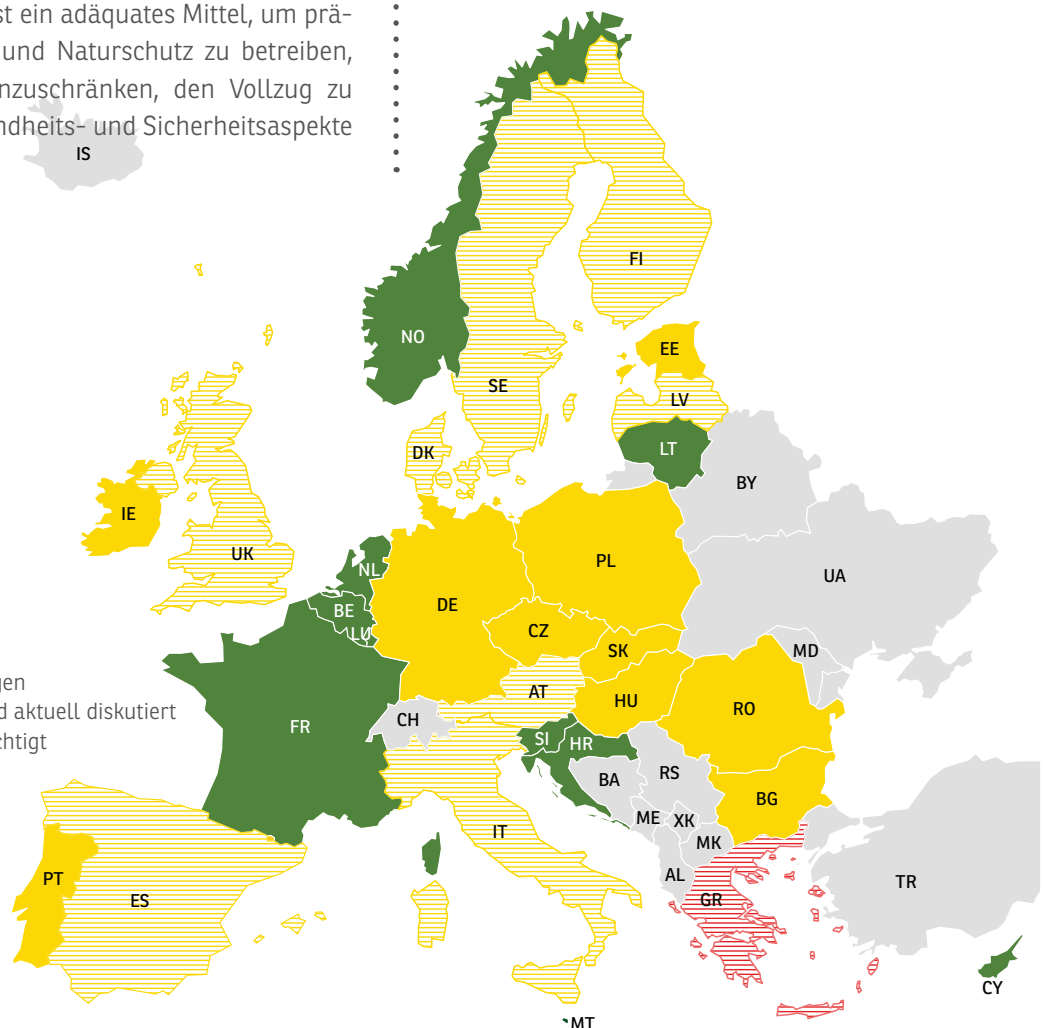 st ein adäquates Mittel, um prä-
und Naturschutz zu betreiben,
nzuschränken, den Vollzug zu
ndheits- und Sicherheitsaspekte
IS
FI
NO
EE
SE
LV
DK
LT
BY
IE
UK
NL
PL
UA
BE
DE
LU
CZ
SK
MD
gen
d aktuell diskutiert
chtigt
AT
HU
RO
FR
CH
SI
HR
BA
RS
BG
ME
XK
IT
MK
PT
AL
TR
ES
GR
CY
MT